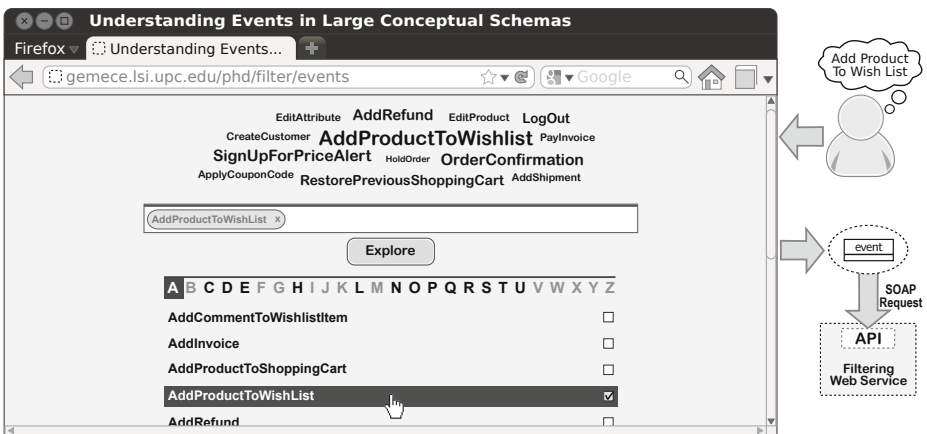 Understanding Events in Large Conceptual Schemas
Firefox Understanding Events...
gemece.lsi.upc.edu/phd/filter/events Google
Add Product
To Wish List
EditAttribute AddRefund EditProduct LogOut
CreateCustomer AddProductToWishlist PayInvoice
SignUpForPriceAlert HoldOrder OrderConfirmation
ApplyCouponCode RestorePreviousShoppingCart AddShipment
AddProductToWishList x
Explore
A B C D E F G H I J K L M N O P Q R S T U V W X Y Z
AddCommentToWishlistItem
AddInvoice
AddProductToShoppingCart
AddProductToWishList
AddRefund
event
SOAP
Request
API
Filtering
Web Service